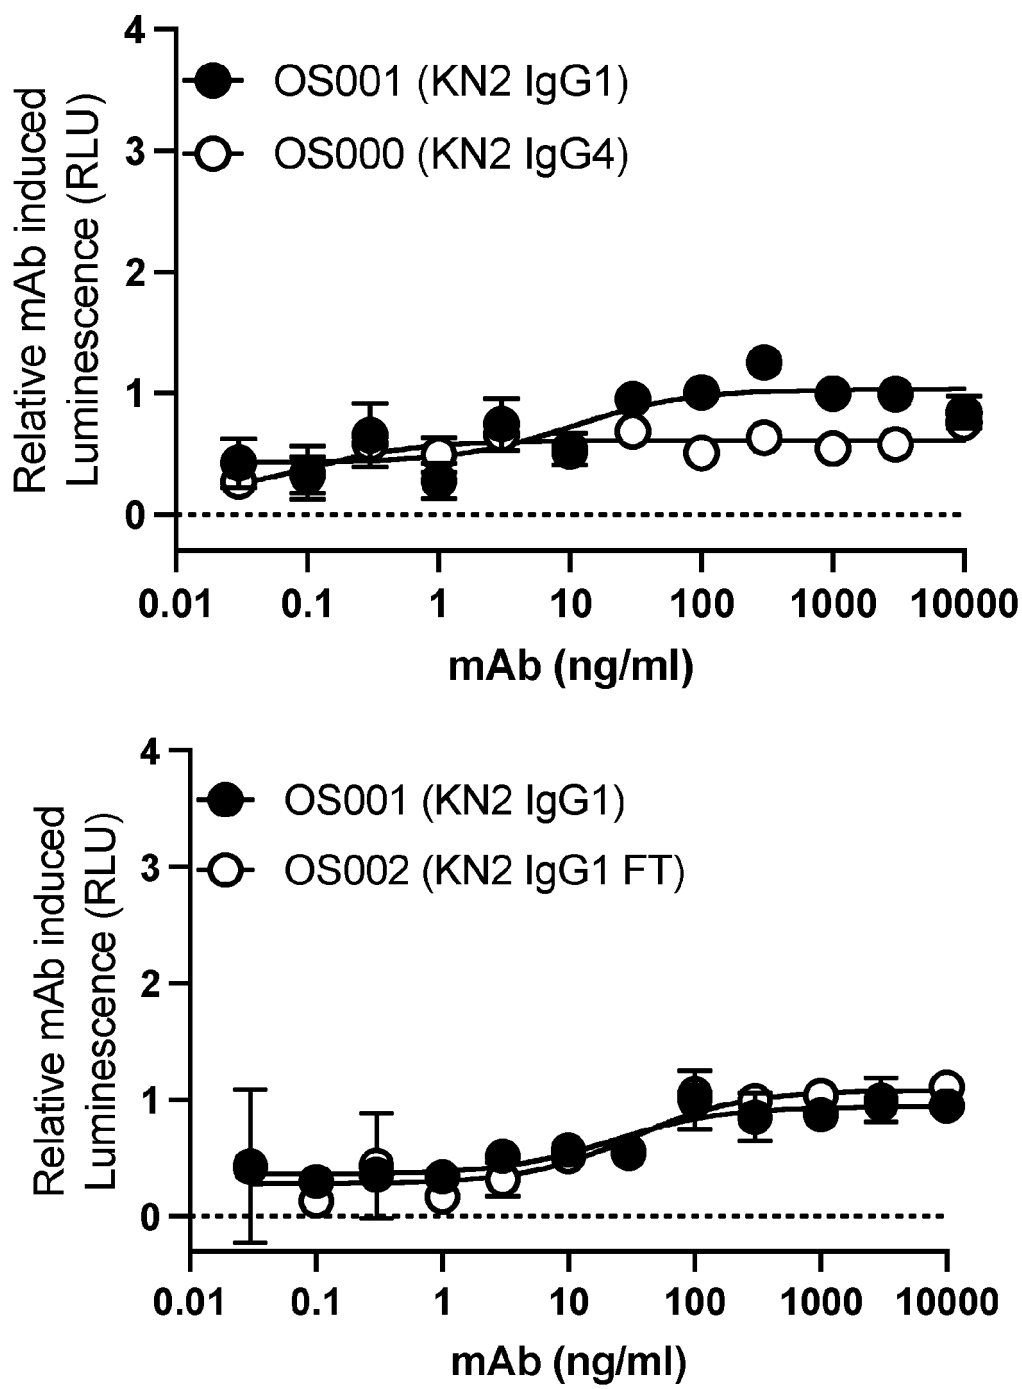 4
3
2
1
0
Relative mAb induced
Luminescence (RLU)
OS001 (KN2 IgG1)
OS000 (KN2 IgG4)
0.01 0.1 1 10 100 1000 10000
mAb (ng/ml)
4
3
2
1
0
Relative mAb induced
Luminescence (RLU)
OS001 (KN2 IgG1)
OS002 (KN2 IgG1 FT)
0.01 0.1 1 10 100 1000 10000
mAb (ng/ml)